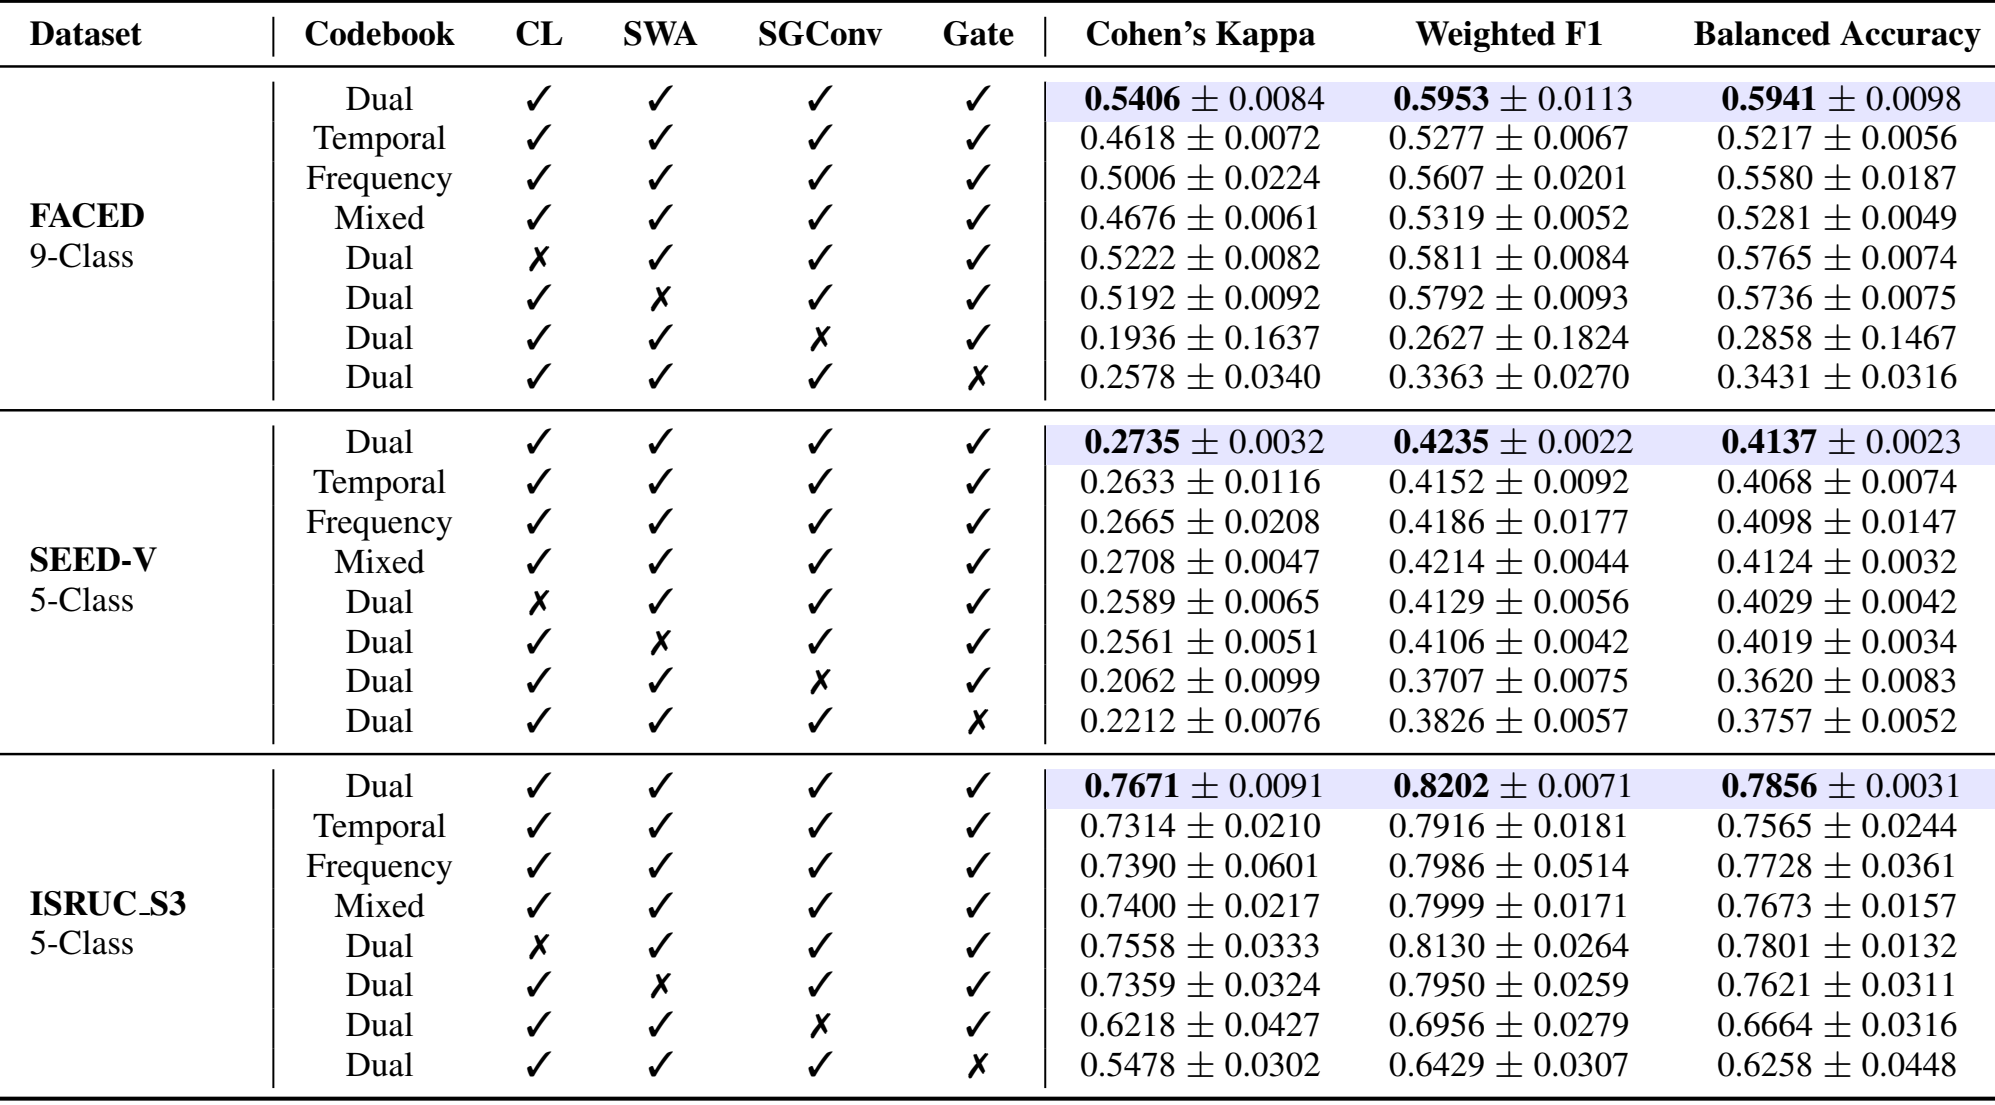 Dataset Codebook CL SWA SGConv Gate Cohen's Kappa Weighted F1 Balanced Accuracy
Dual ✓ ✓ ✓ ✓ 0.5406 ± 0.0084 0.5953 ± 0.0113 0.5941 ± 0.0098
Temporal ✓ ✓ ✓ ✓ 0.4618 ± 0.0072 0.5277 ± 0.0067 0.5217 ± 0.0056
Frequency ✓ ✓ ✓ ✓ 0.5006 ± 0.0224 0.5607 ± 0.0201 0.5580 ± 0.0187
FACED Mixed ✓ ✓ ✓ ✓ 0.4676 ± 0.0061 0.5319 ± 0.0052 0.5281 ± 0.0049
9-Class Dual ✗ ✓ ✓ ✓ 0.5222 ± 0.0082 0.5811 ± 0.0084 0.5765 ± 0.0074
Dual ✓ ✗ ✓ ✓ 0.5192 ± 0.0092 0.5792 ± 0.0093 0.5736 ± 0.0075
Dual ✓ ✓ ✗ ✓ 0.1936 ± 0.1637 0.2627 ± 0.1824 0.2858 ± 0.1467
Dual ✓ ✓ ✓ ✗ 0.2578 ± 0.0340 0.3363 ± 0.0270 0.3431 ± 0.0316
Dual ✓ ✓ ✓ ✓ 0.2735 ± 0.0032 0.4235 ± 0.0022 0.4137 ± 0.0023
Temporal ✓ ✓ ✓ ✓ 0.2633 ± 0.0116 0.4152 ± 0.0092 0.4068 ± 0.0074
Frequency ✓ ✓ ✓ ✓ 0.2665 ± 0.0208 0.4186 ± 0.0177 0.4098 ± 0.0147
SEED-V Mixed ✓ ✓ ✓ ✓ 0.2708 ± 0.0047 0.4214 ± 0.0044 0.4124 ± 0.0032
5-Class Dual ✗ ✓ ✓ ✓ 0.2589 ± 0.0065 0.4129 ± 0.0056 0.4029 ± 0.0042
Dual ✓ ✗ ✓ ✓ 0.2561 ± 0.0051 0.4106 ± 0.0042 0.4019 ± 0.0034
Dual ✓ ✓ ✗ ✓ 0.2062 ± 0.0099 0.3707 ± 0.0075 0.3620 ± 0.0083
Dual ✓ ✓ ✓ ✗ 0.2212 ± 0.0076 0.3826 ± 0.0057 0.3757 ± 0.0052
Dual ✓ ✓ ✓ ✓ 0.7671 ± 0.0091 0.8202 ± 0.0071 0.7856 ± 0.0031
Temporal ✓ ✓ ✓ ✓ 0.7314 ± 0.0210 0.7916 ± 0.0181 0.7565 ± 0.0244
Frequency ✓ ✓ ✓ ✓ 0.7390 ± 0.0601 0.7986 ± 0.0514 0.7728 ± 0.0361
ISRUC_S3 Mixed ✓ ✓ ✓ ✓ 0.7400 ± 0.0217 0.7999 ± 0.0171 0.7673 ± 0.0157
5-Class Dual ✗ ✓ ✓ ✓ 0.7558 ± 0.0333 0.8130 ± 0.0264 0.7801 ± 0.0132
Dual ✓ ✗ ✓ ✓ 0.7359 ± 0.0324 0.7950 ± 0.0259 0.7621 ± 0.0311
Dual ✓ ✓ ✗ ✓ 0.6218 ± 0.0427 0.6956 ± 0.0279 0.6664 ± 0.0316
Dual ✓ ✓ ✓ ✗ 0.5478 ± 0.0302 0.6429 ± 0.0307 0.6258 ± 0.0448